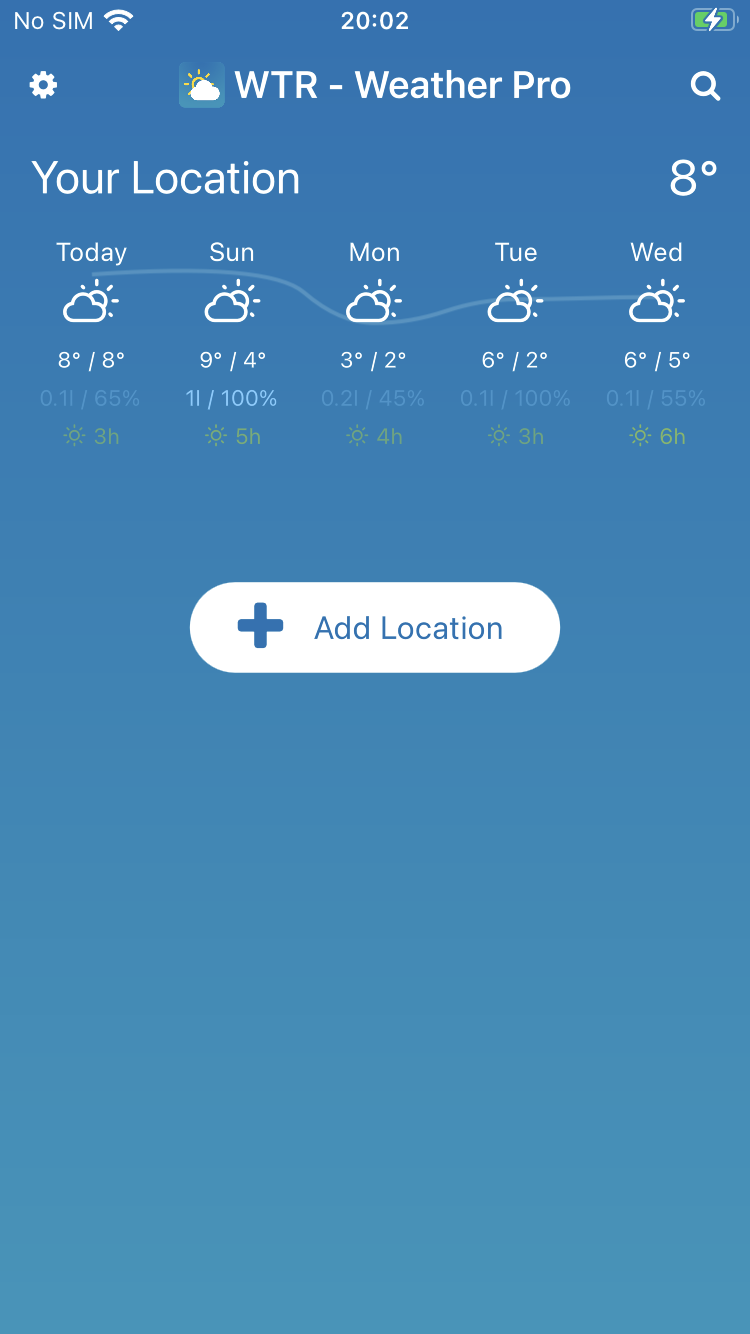 No SIM 20:02
WTR - Weather Pro
Your Location 8°
Today Sun Mon Tue Wed
8° / 8° 9° / 4° 3° / 2° 6° / 2° 6° / 5°
0.1l / 65% 1l / 100% 0.2l / 45% 0.1l / 100% 0.1l / 55%
3h 5h 4h 3h 6h
Add Location